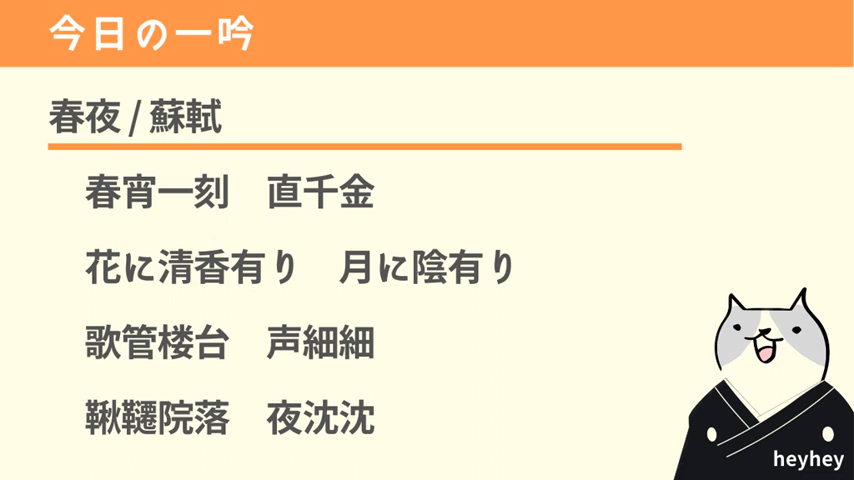 今日の一吟
春夜 / 蘇軾
春宵一刻　直千金
花に清香有り　月に陰有り
歌管楼台　声細細
鞦韆院落　夜沈沈
heyhey